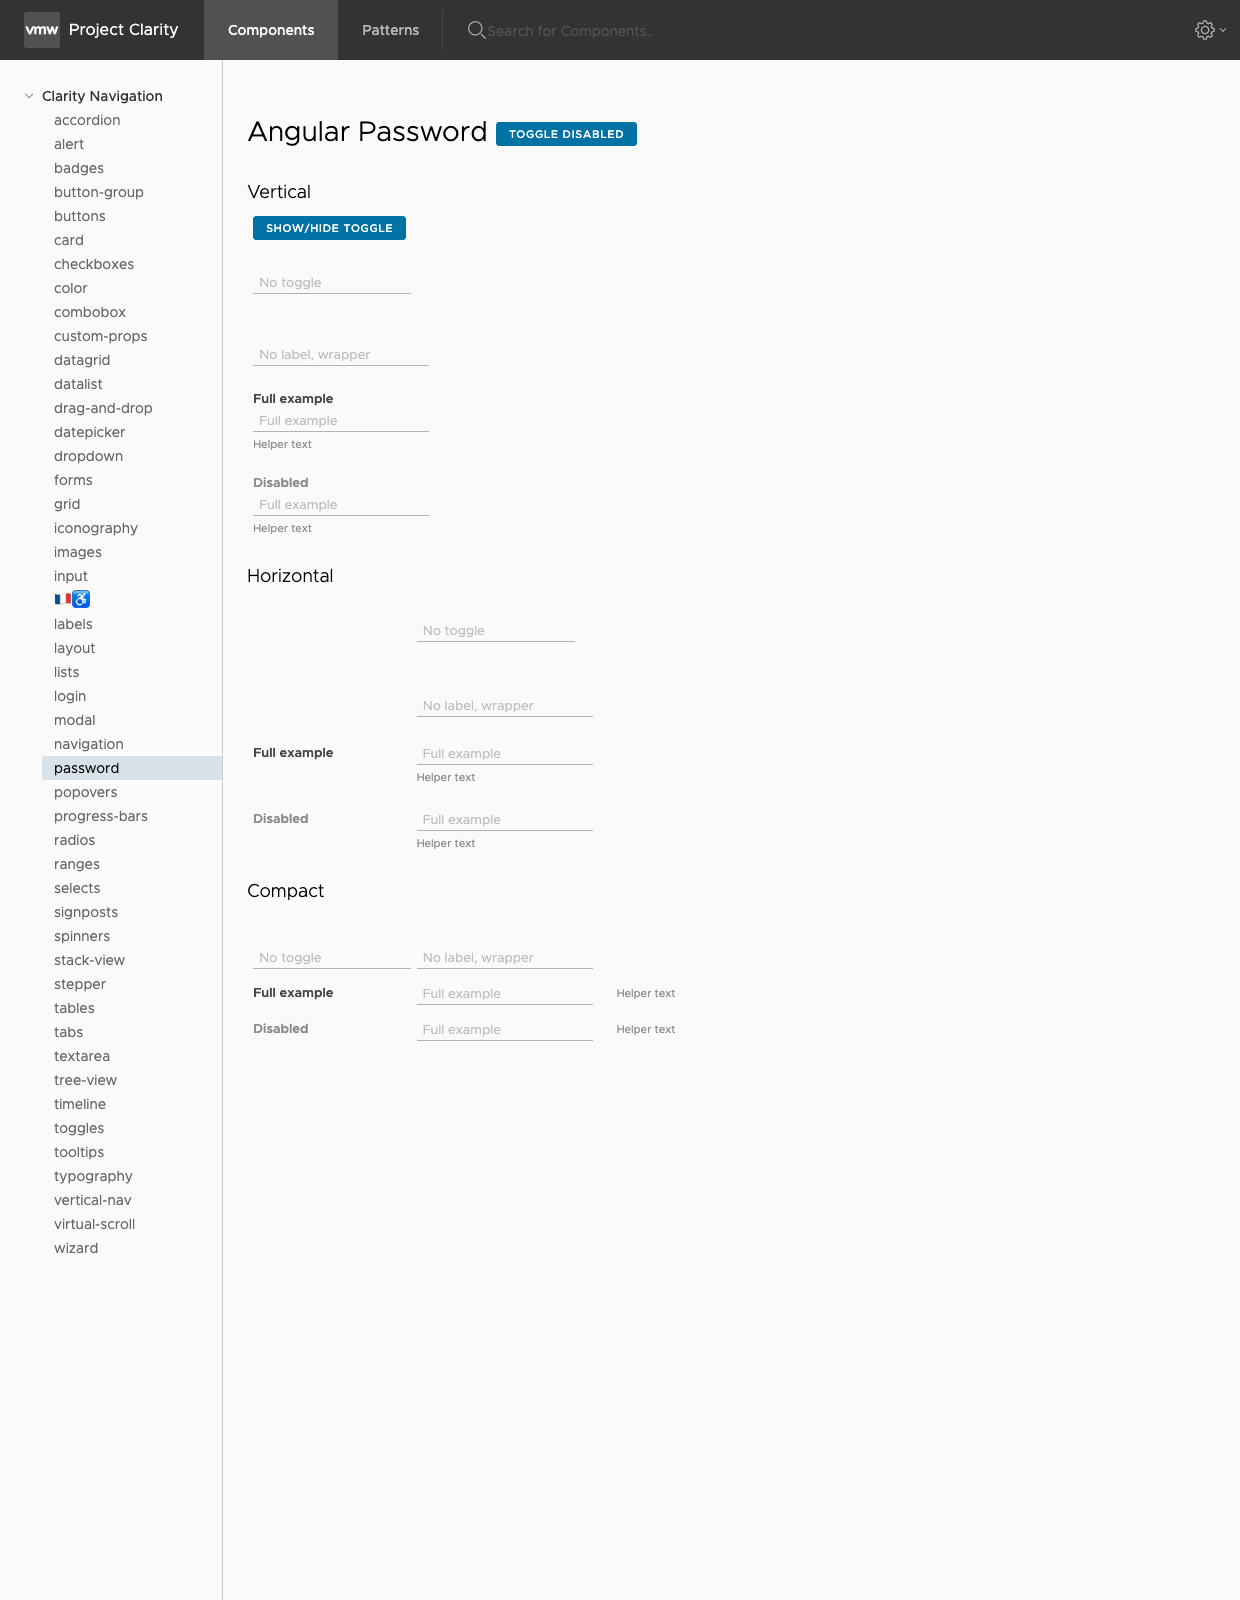 vmw Project Clarity Components Patterns Search for Components..
Clarity Navigation
accordion
alert
badges
button-group
buttons
card
checkboxes
color
combobox
custom-props
datagrid
datalist
drag-and-drop
datepicker
dropdown
forms
grid
iconography
images
input
🇫🇷♿
labels
layout
lists
login
modal
navigation
password
popovers
progress-bars
radios
ranges
selects
signposts
spinners
stack-view
stepper
tables
tabs
textarea
tree-view
timeline
toggles
tooltips
typography
vertical-nav
virtual-scroll
wizard
Angular Password TOGGLE DISABLED
Vertical
SHOW/HIDE TOGGLE
No toggle
No label, wrapper
Full example
Full example
Helper text
Disabled
Full example
Helper text
Horizontal
No toggle
No label, wrapper
Full example Full example
Helper text
Disabled Full example
Helper text
Compact
No toggle No label, wrapper
Full example Full example Helper text
Disabled Full example Helper text